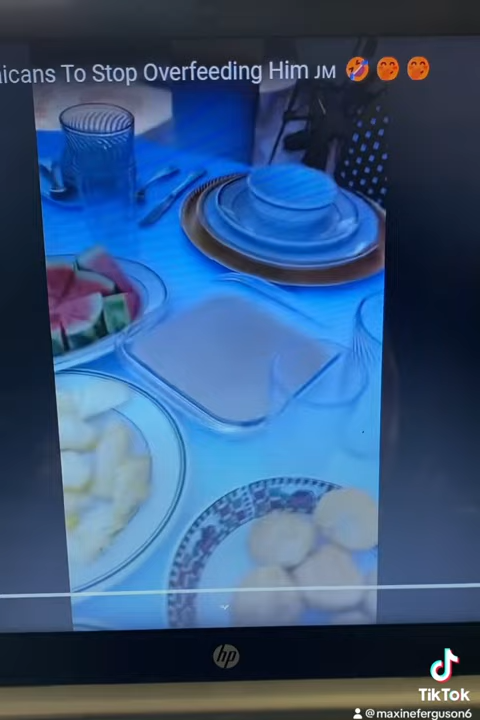 icans To Stop Overfeeding Him JM 🤣 🤭 🤭
hp
TikTok
@maxineferguson6